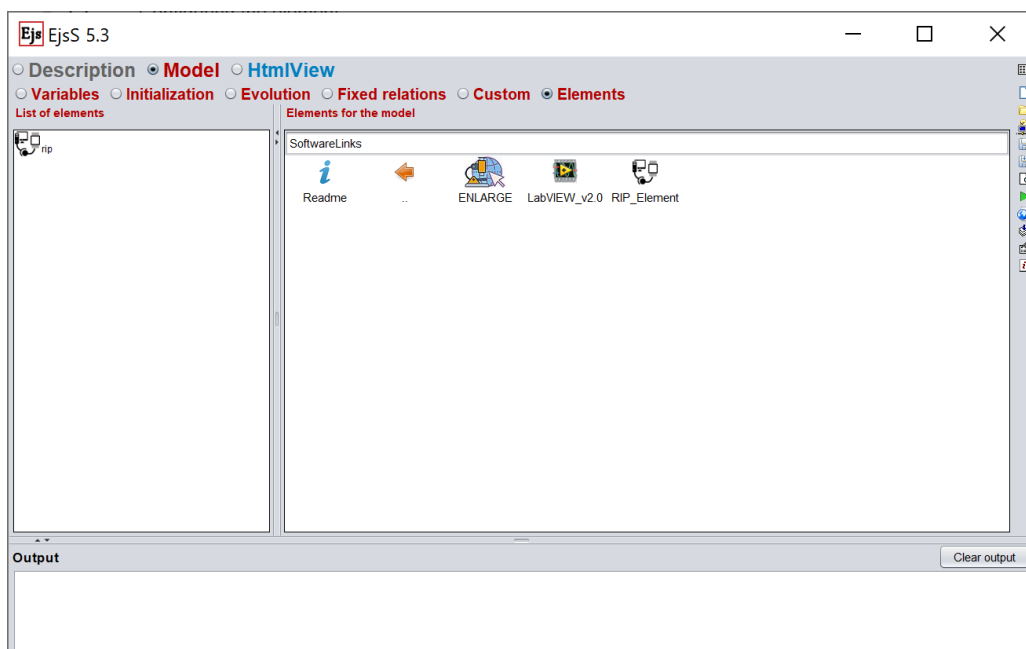 Ejs EjsS 5.3
Description Model HtmlView
Variables Initialization Evolution Fixed relations Custom Elements
List of elements
Elements for the model
rip
SoftwareLinks
Readme .. ENLARGE LabVIEW_v2.0 RIP_Element
Output
Clear output